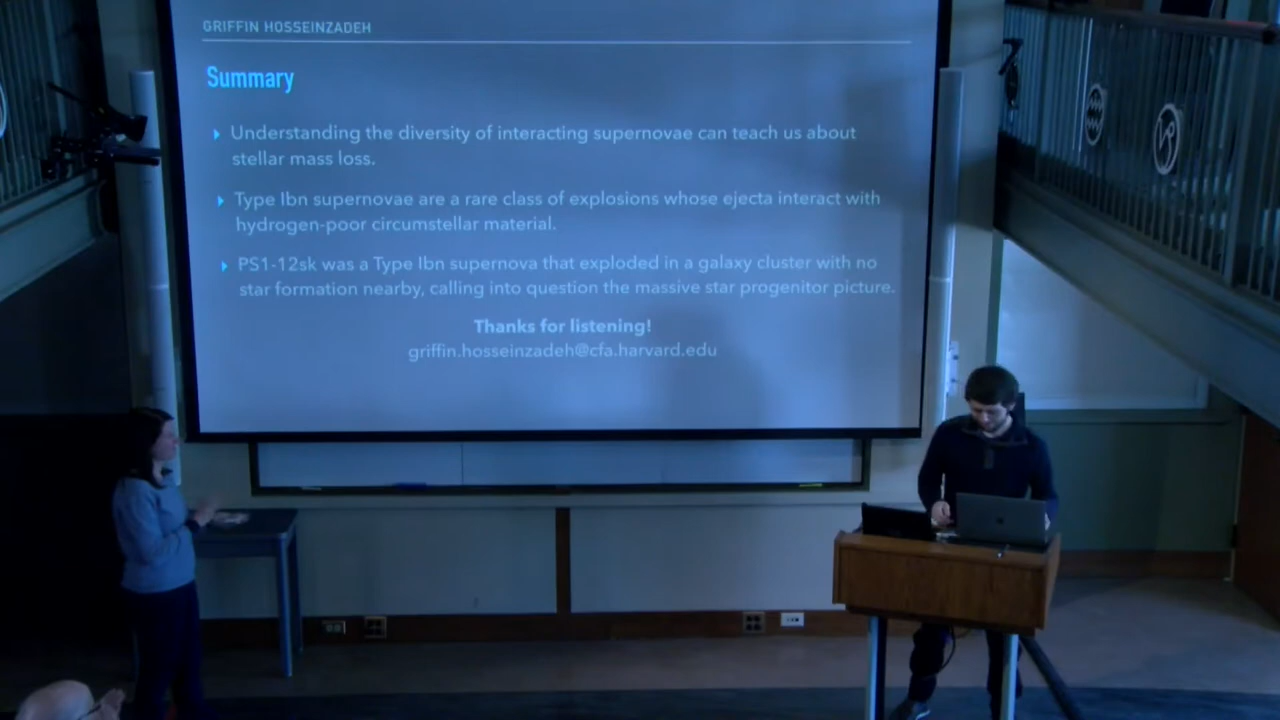 GRIFFIN HOSSEINZADEH
Summary
Understanding the diversity of interacting supernovae can teach us about
stellar mass loss.
Type Ibn supernovae are a rare class of explosions whose ejecta interact with
hydrogen-poor circumstellar material.
PS1-12sk was a Type Ibn supernova that exploded in a galaxy cluster with no
star formation nearby, calling into question the massive star progenitor picture.
Thanks for listening!
griffin.hosseinzadeh@cfa.harvard.edu